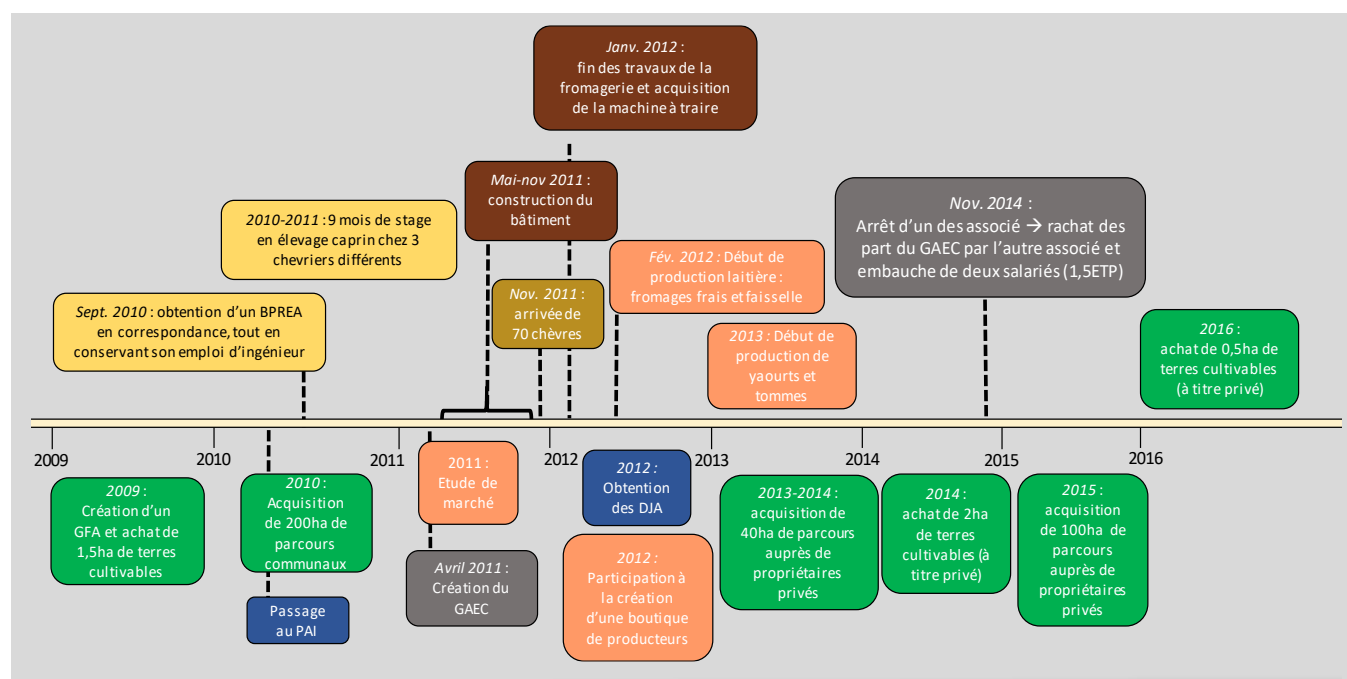 Janv. 2012 :
fin des travaux de la
fromagerie et acquisition
de la machine à traire
Mai-nov 2011 :
construction du
bâtiment
Nov. 2014 :
Arrêt d'un des associé → rachat des
part du GAEC par l'autre associé et
embauche de deux salariés (1,5ETP)
2010-2011 : 9 mois de stage
en élevage caprin chez 3
chevriers différents
Fév. 2012 : Début de
production laitière :
fromages frais et faisselle
Nov. 2011 :
arrivée de
70 chèvres
Sept. 2010 : obtention d'un BPREA
en correspondance, tout en
conservant son emploi d'ingénieur
2013 : Début de
production de
yaourts et
tommes
2016 :
achat de 0,5ha de
terres cultivables
(à titre privé)
2009
2010
2011
2012
2013
2014
2015
2016
2009 :
Création d'un
GFA et achat de
1,5ha de terres
cultivables
2010 :
Acquisition
de 200ha de
parcours
communaux
2011 :
Etude de
marché
2012 :
Obtention
des DJA
2013-2014 :
acquisition de
40ha de parcours
auprès de
propriétaires
privés
2014 :
achat de 2ha
de terres
cultivables (à
titre privé)
2015 :
acquisition
de 100ha de
parcours
auprès de
propriétaires
privés
Passage
au PAI
Avril 2011 :
Création du
GAEC
2012 :
Participation à
la création
d'une boutique
de producteurs